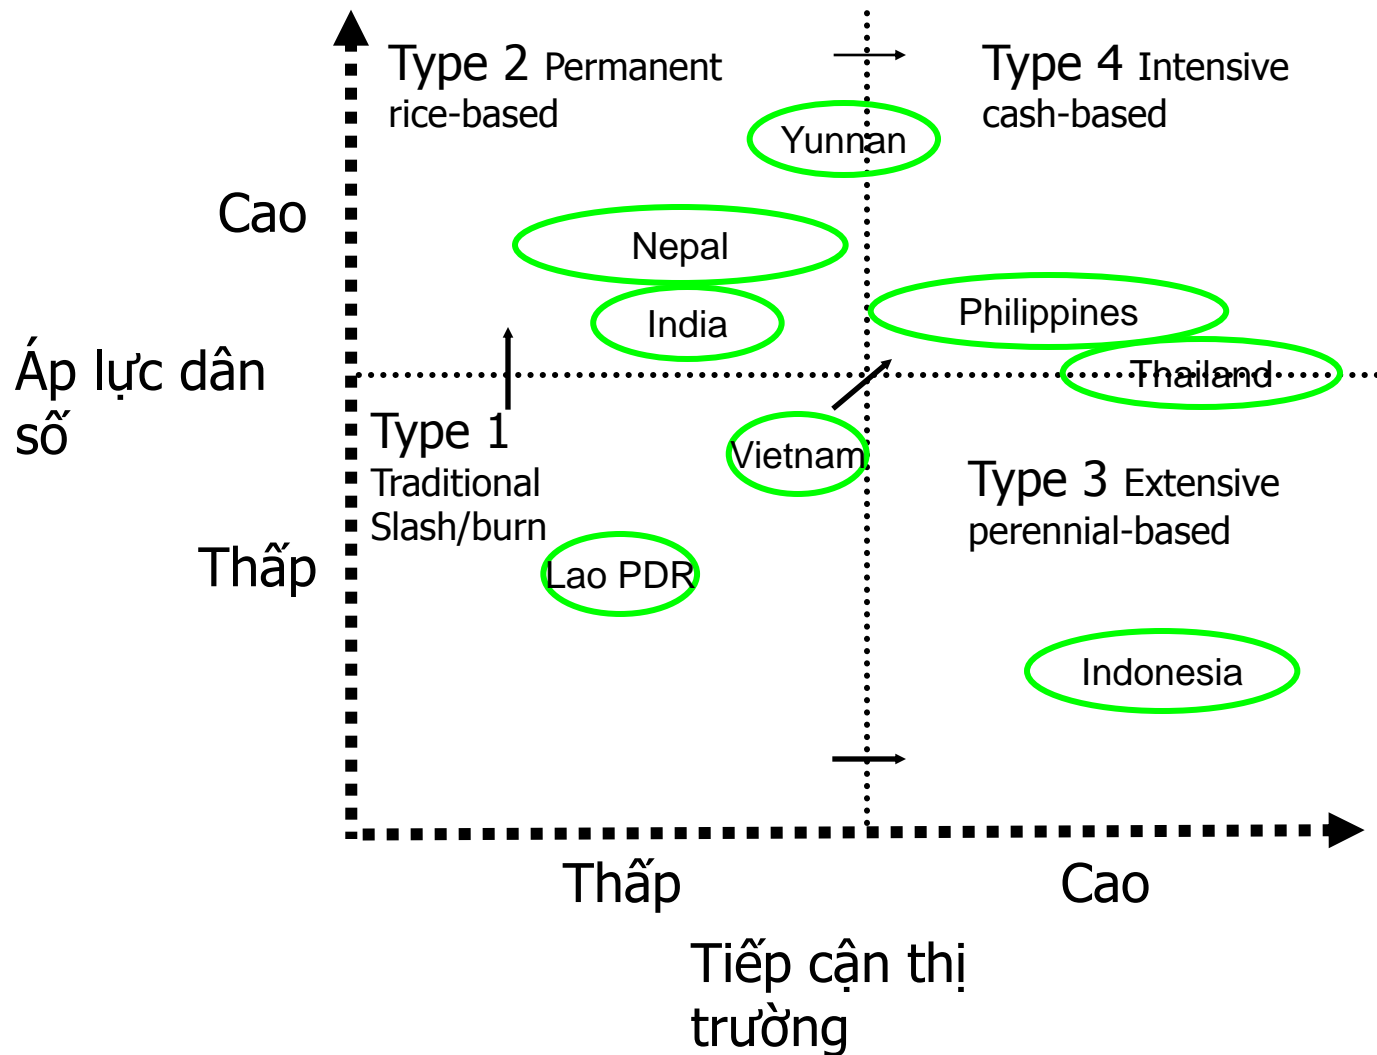 Type 2 Permanent
rice-based
Type 4 Intensive
cash-based
Yunnan
Cao
Nepal
India
Philippines
Áp lực dân
số
Thailand
Type 1
Traditional
Slash/burn
Vietnam
Type 3 Extensive
perennial-based
Thấp
Lao PDR
Indonesia
Thấp
Cao
Tiếp cận thị
trường